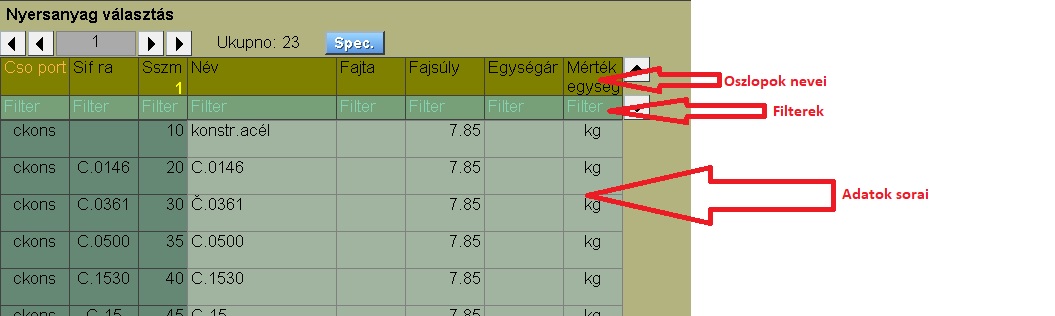 Nyersanyag választás
1 Ukupno: 23 Spec.
Cso port Sif ra Sszm 1 Név Fajta Fajsúly Egységár Mérték egység
Oszlopok nevei
Filter Filter Filter Filter Filter Filter Filter Filter
Filterek
ckons 10 konstr.acél 7.85 kg
ckons C.0146 20 C.0146 7.85 kg
Adatok sorai
ckons C.0361 30 Č.0361 7.85 kg
ckons C.0500 35 C.0500 7.85 kg
ckons C.1530 40 C.1530 7.85 kg
ckons C.15 45 C.15 7.85 kg